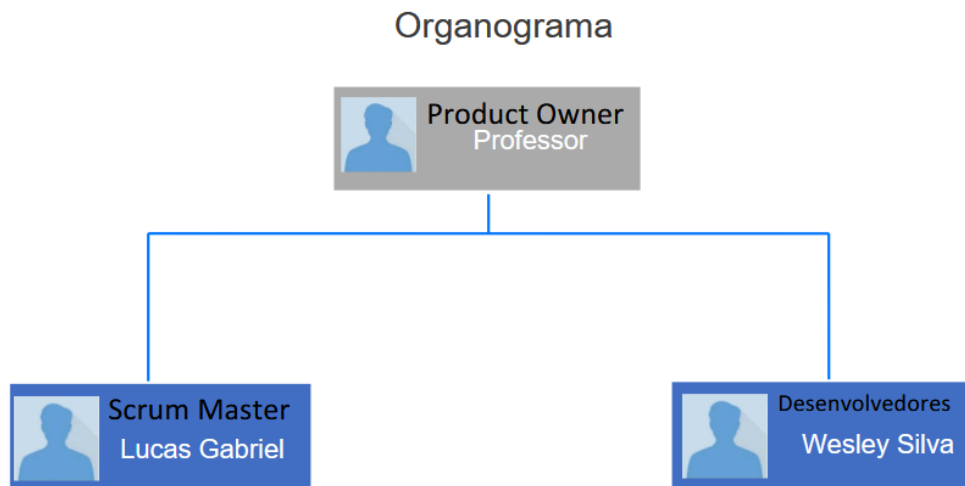 Organograma
Product Owner
Professor
Scrum Master
Lucas Gabriel
Desenvolvedores
Wesley Silva